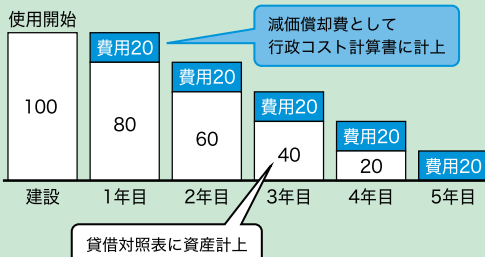 使用開始
減価償却費として
行政コスト計算書に計上
費用20
費用20
費用20
費用20
費用20
100
80
60
40
20
建設
1年目
2年目
3年目
4年目
5年目
貸借対照表に資産計上